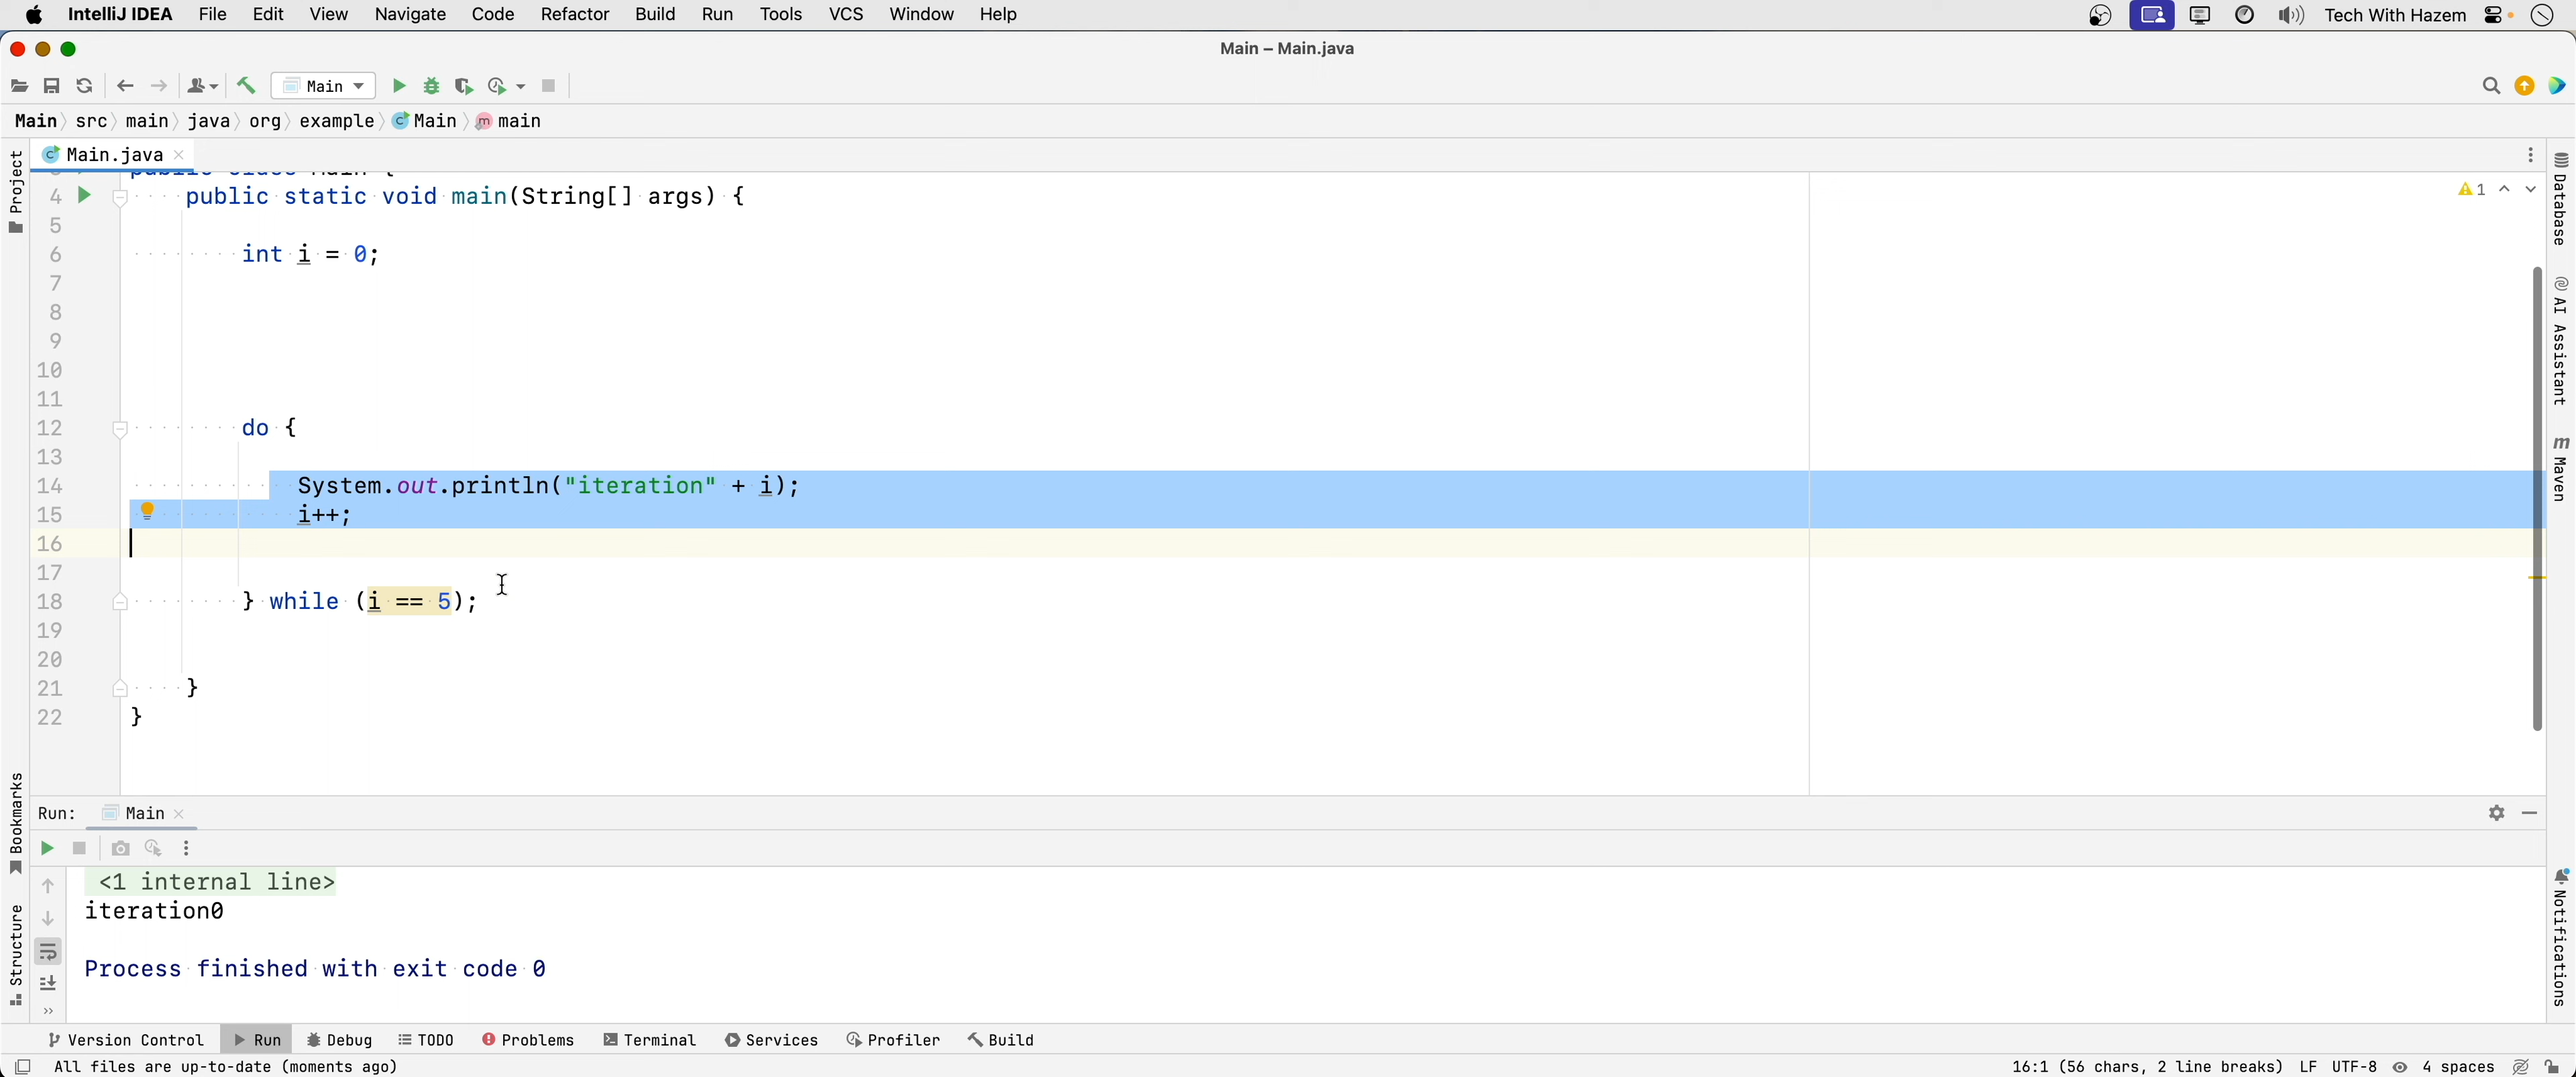 IntelliJ IDEA File Edit View Navigate Code Refactor Build Run Tools VCS Window Help Tech With Hazem
Main – Main.java
Main
Main src main java org example Main main
Project
Main.java
public class Main {
4 public static void main(String[] args) {
1
5
6 int i = 0;
7
8
9
10
11
12 do {
13
14 System.out.println("iteration" + i);
15 i++;
16
17
18 } while (i == 5);
19
20
21 }
22 }
Database
AI Assistant
m Maven
Notifications
Bookmarks
Structure
Run: Main
<1 internal line>
iteration0
Process finished with exit code 0
Version Control Run Debug TODO Problems Terminal Services Profiler Build
All files are up-to-date (moments ago) 16:1 (56 chars, 2 line breaks) LF UTF-8 4 spaces